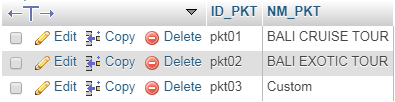 ID_PKT NM_PKT
Edit Copy Delete pkt01 BALI CRUISE TOUR
Edit Copy Delete pkt02 BALI EXOTIC TOUR
Edit Copy Delete pkt03 Custom